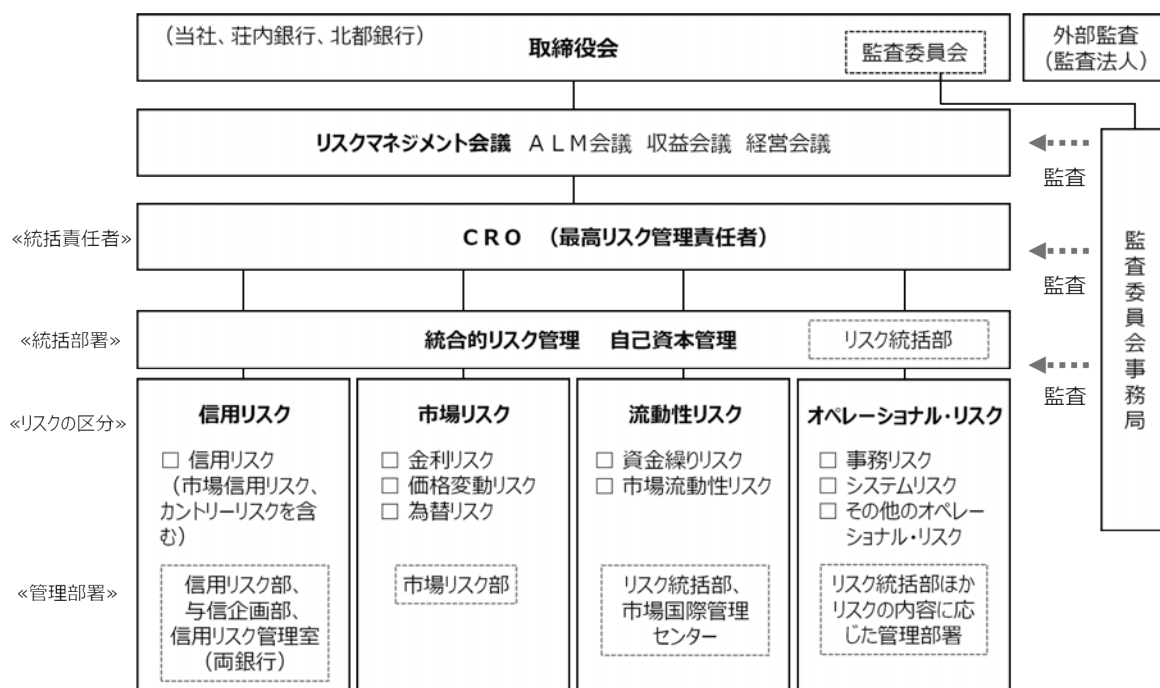 (当社、荘内銀行、北都銀行)
取締役会
監査委員会
外部監査
(監査法人)
リスクマネジメント会議 ALM会議 収益会議 経営会議
監査
«統括責任者»
CRO (最高リスク管理責任者)
監査
監査委員会事務局
«統括部署»
統合的リスク管理 自己資本管理
リスク統括部
監査
«リスクの区分»
信用リスク
□ 信用リスク
(市場信用リスク、
カントリーリスクを含
む)
市場リスク
□ 金利リスク
□ 価格変動リスク
□ 為替リスク
流動性リスク
□ 資金繰りリスク
□ 市場流動性リスク
オペレーショナル・リスク
□ 事務リスク
□ システムリスク
□ その他のオペレー
ショナル・リスク
«管理部署»
信用リスク部、
与信企画部、
信用リスク管理室
(両銀行)
市場リスク部
リスク統括部、
市場国際管理
センター
リスク統括部ほか
リスクの内容に応
じた管理部署